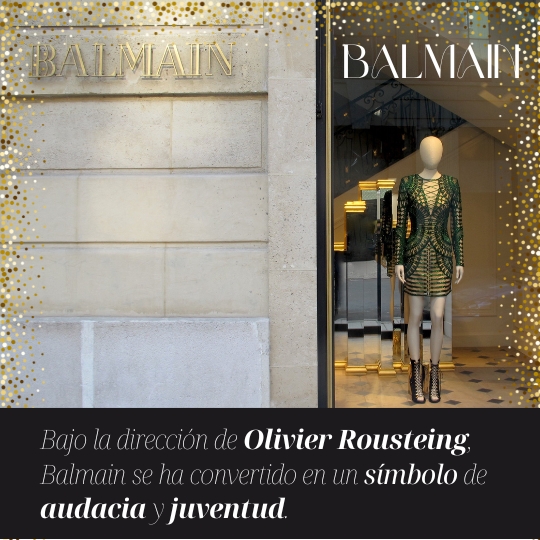 BALMAIN
BALMAIN
Bajo la dirección de Olivier Rousteing,
Balmain se ha convertido en un símbolo de
audacia y juventud.